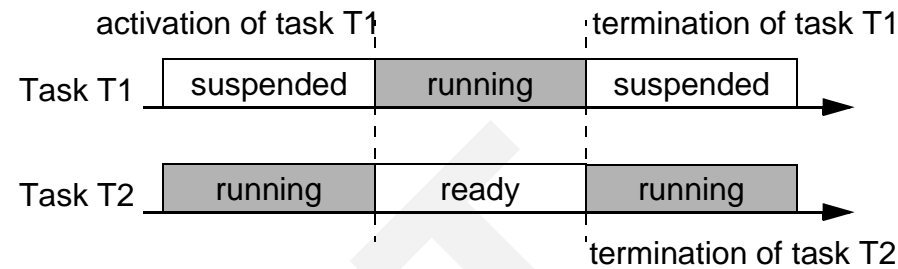 activation of task T1
termination of task T1
Task T1 suspended running suspended
Task T2 running ready running
termination of task T2